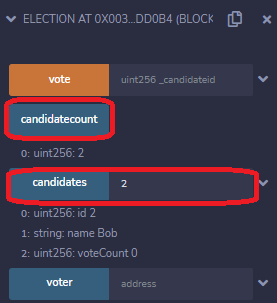 ELECTION AT 0X003...DD0B4 (BLOCK
vote uint256 _candidateid
candidatecount
0: uint256: 2
candidates 2
0: uint256: id 2
1: string: name Bob
2: uint256: voteCount 0
voter address